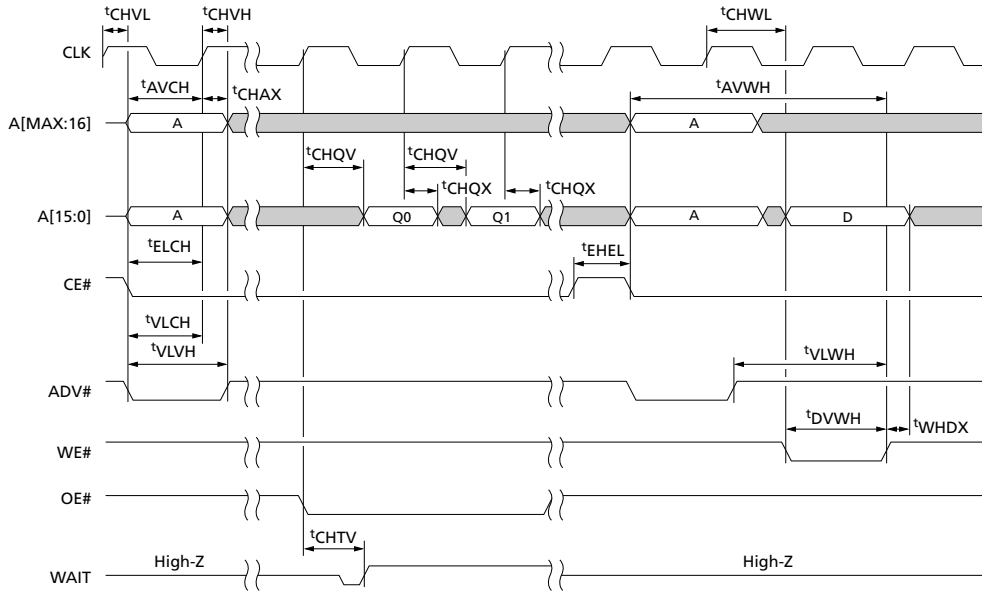 tCHVL tCHVH tCHWL
CLK
tAVCH tCHAX tAVWH
A[MAX:16] A A
tCHQV tCHQV
tCHQX tCHQX
A[15:0] A Q0 Q1 A D
tELCH tEHEL
CE#
tVLCH
tVLVH tVLWH
ADV#
tDVWH tWHDX
WE#
OE#
tCHTV
High-Z High-Z
WAIT